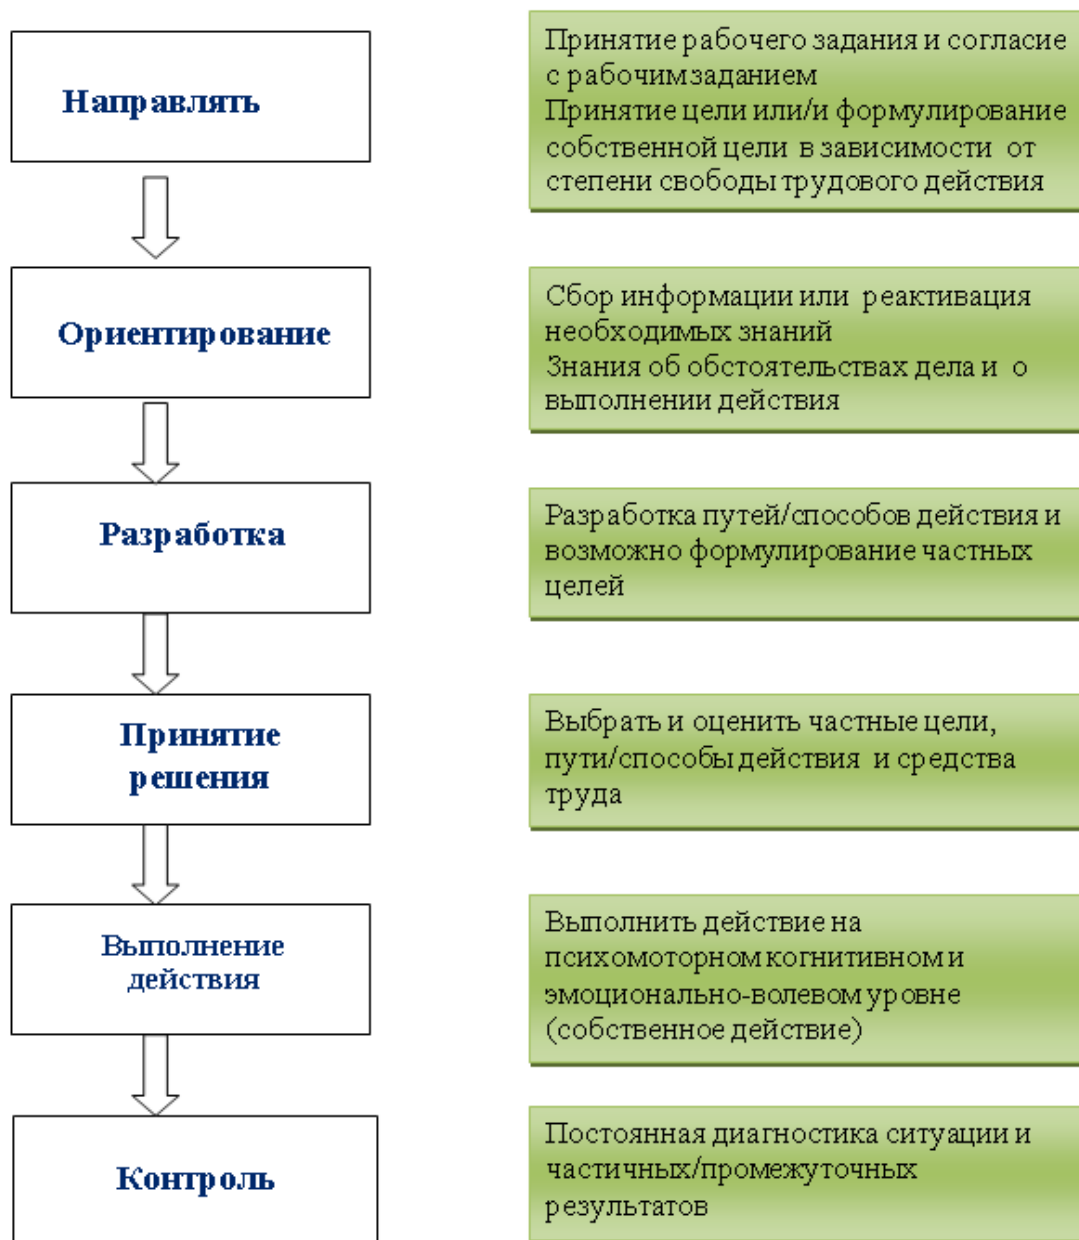 Направлять
Принятие рабочего задания и согласие
с рабочим заданием
Принятие цели или/и формулирование
собственной цели в зависимости от
степени свободы трудового действия
Ориентирование
Сбор информации или реактивация
необходимых знаний
Знания об обстоятельствах дела и о
выполнении действия
Разработка
Разработка путей/способов действия и
возможно формулирование частных
целей
Принятие
решения
Выбрать и оценить частные цели,
пути/способы действия и средства
труда
Выполнение
действия
Выполнить действие на
психомоторном когнитивном и
эмоционально-волевом уровне
(собственное действие)
Контроль
Постоянная диагностика ситуации и
частичных/промежуточных
результатов